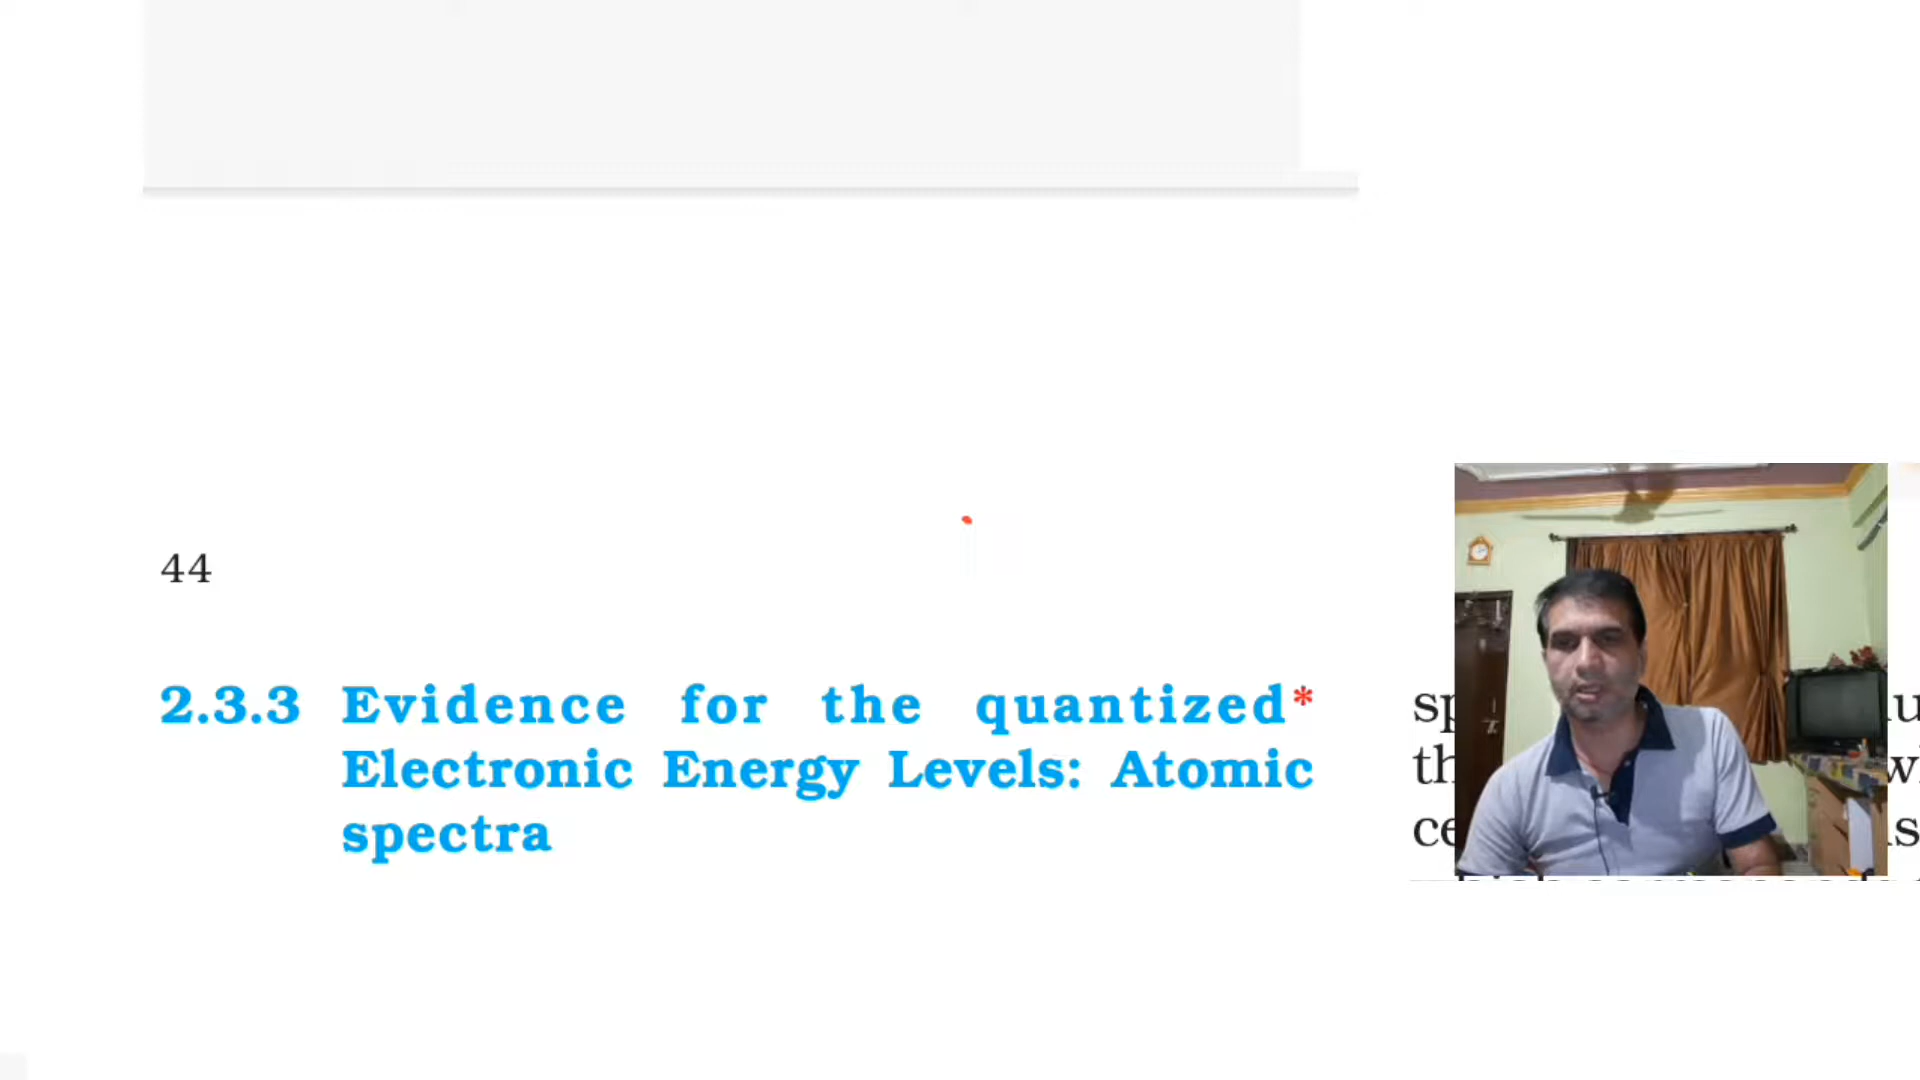 44
2.3.3 Evidence for the quantized*
Electronic Energy Levels: Atomic
spectra